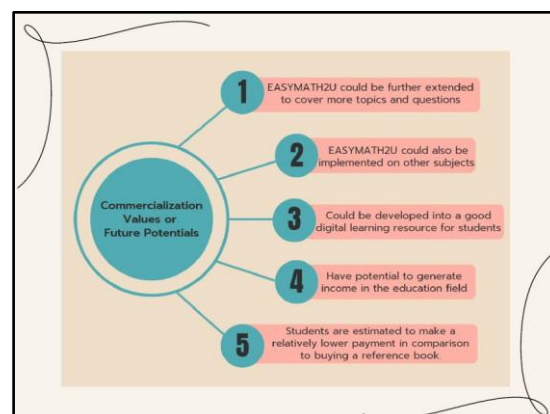 1
EASYMATH2U could be further extended
to cover more topics and questions
2
EASYMATH2U could also be
implemented on other subjects
Commercialization
Values or
Future Potentials
3
Could be developed into a good
digital learning resource for students
4
Have potential to generate
income in the education field
5
Students are estimated to make a
relatively lower payment in comparison
to buying a reference book.